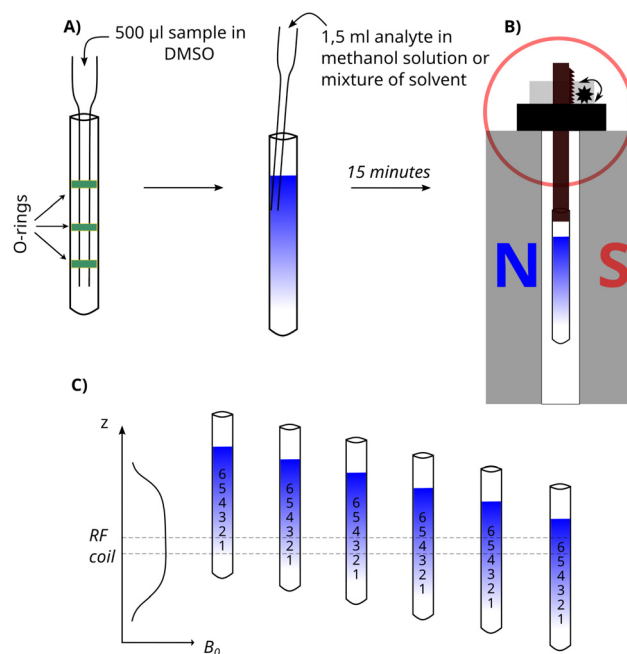 A)
500 µl sample in
DMSO
1,5 ml analyte in
methanol solution or
mixture of solvent
B)
O-rings
15 minutes
N
S
C)
z
RF
coil
B₀
6
5
4
3
2
1
6
5
4
3
2
1
6
5
4
3
2
1
6
5
4
3
2
1
6
5
4
3
2
1
6
5
4
3
2
1